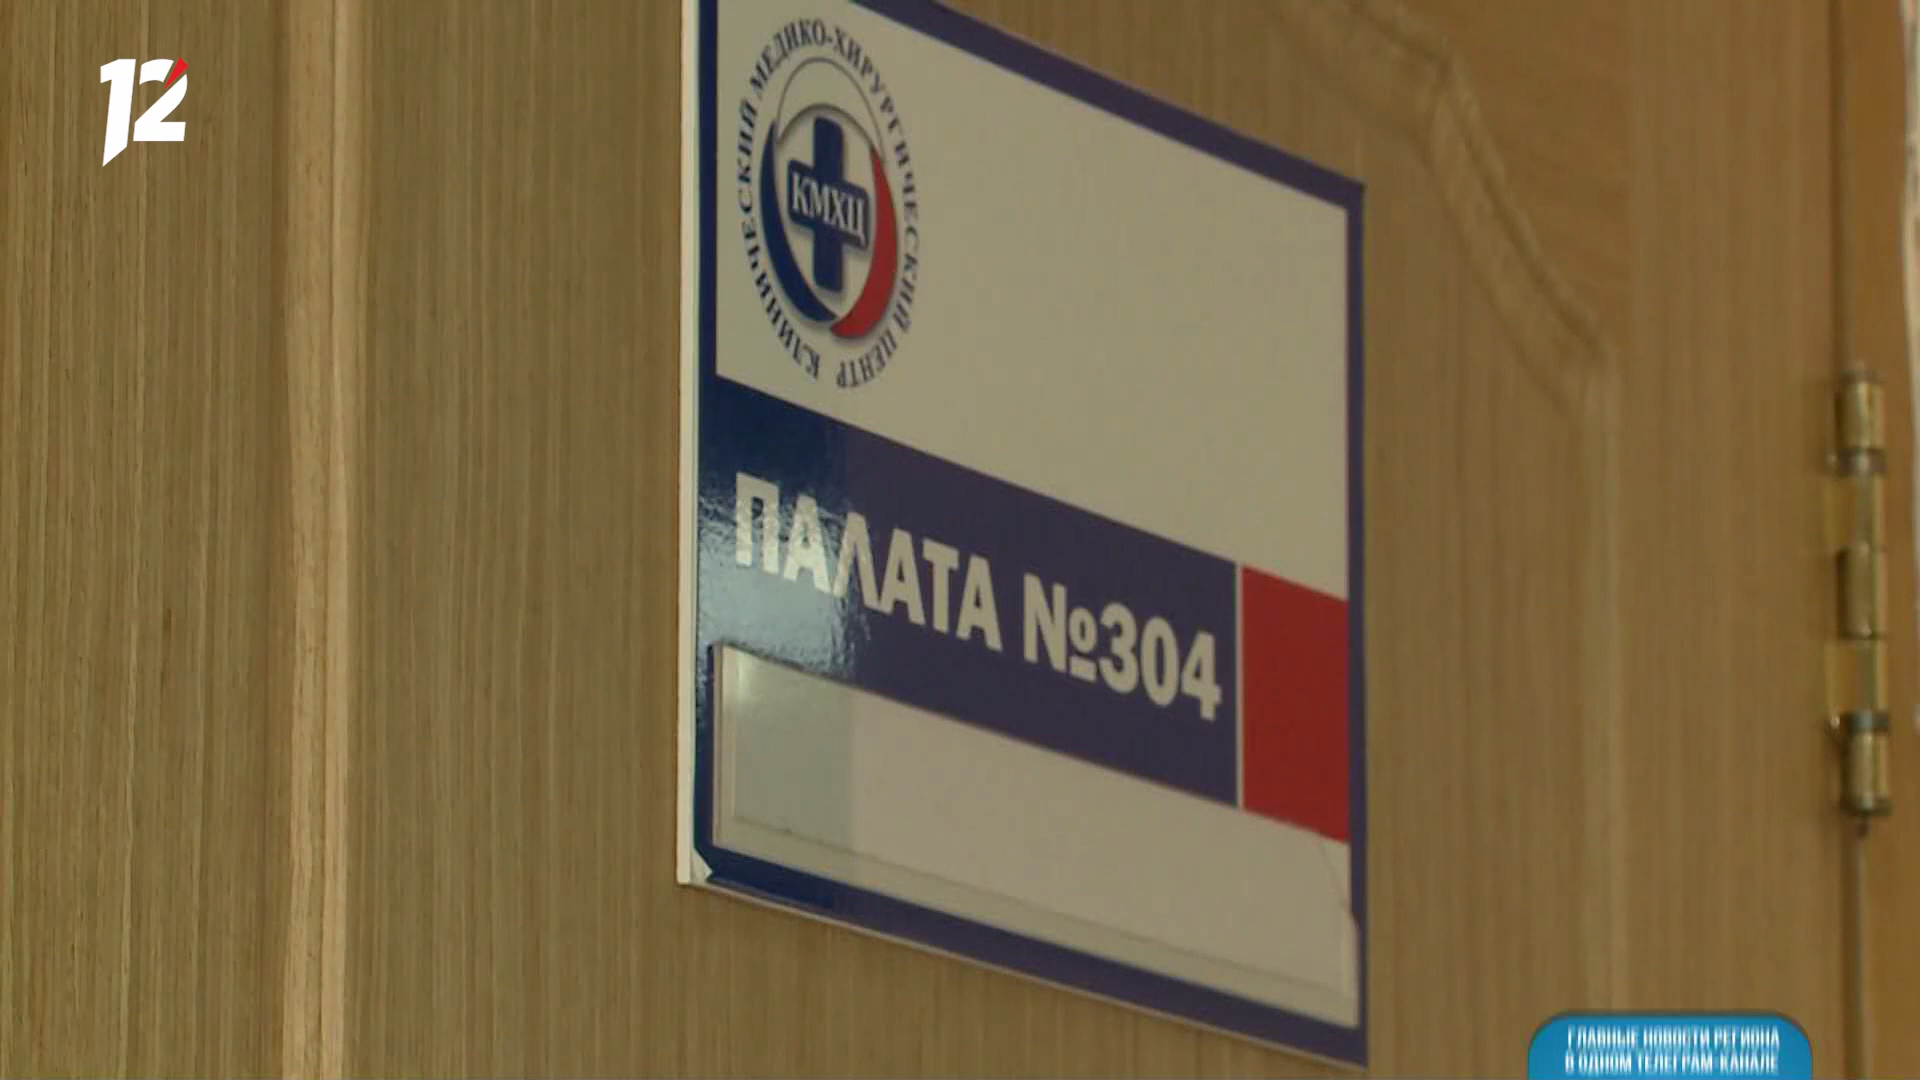 12
КЛИНИЧЕСКИЙ МЕДИКО-ХИРУРГИЧЕСКИЙ ЦЕНТР
КМХЦ
ПАЛАТА №304
ГЛАВНЫЕ НОВОСТИ РЕГИОНА
В ОДНОМ ТЕЛЕГРАМ-КАНАЛЕ